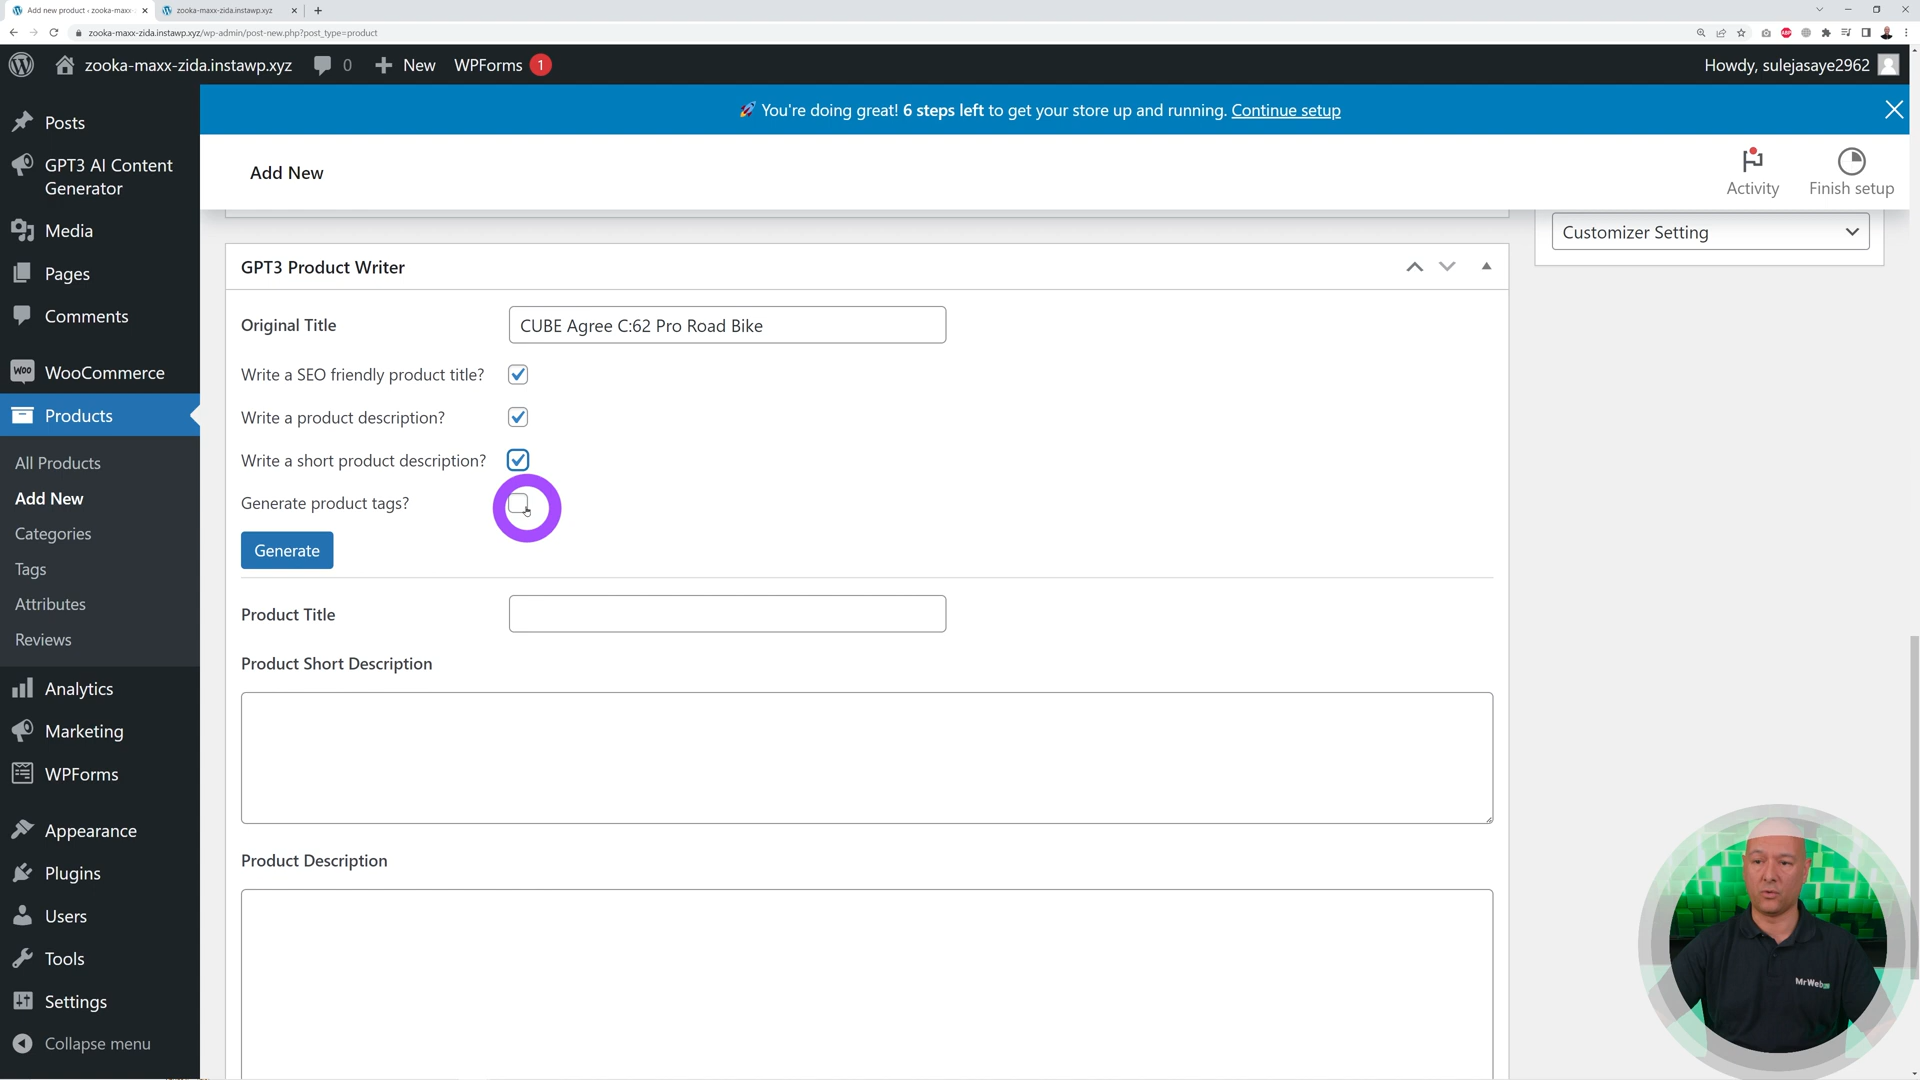 Add new product ‹ zooka-maxx-
zooka-maxx-zida.instawp.xyz
zooka-maxx-zida.instawp.xyz/wp-admin/post-new.php?post_type=product
zooka-maxx-zida.instawp.xyz
0
New
WPForms
1
Howdy, sulejasaye2962
🚀 You're doing great! 6 steps left to get your store up and running. Continue setup
Posts
GPT3 AI Content
Generator
Media
Pages
Comments
WooCommerce
Products
All Products
Add New
Categories
Tags
Attributes
Reviews
Analytics
Marketing
WPForms
Appearance
Plugins
Users
Tools
Settings
Collapse menu
Add New
Activity
Finish setup
Customizer Setting
GPT3 Product Writer
Original Title
CUBE Agree C:62 Pro Road Bike
Write a SEO friendly product title?
Write a product description?
Write a short product description?
Generate product tags?
Generate
Product Title
Product Short Description
Product Description
MrWeb